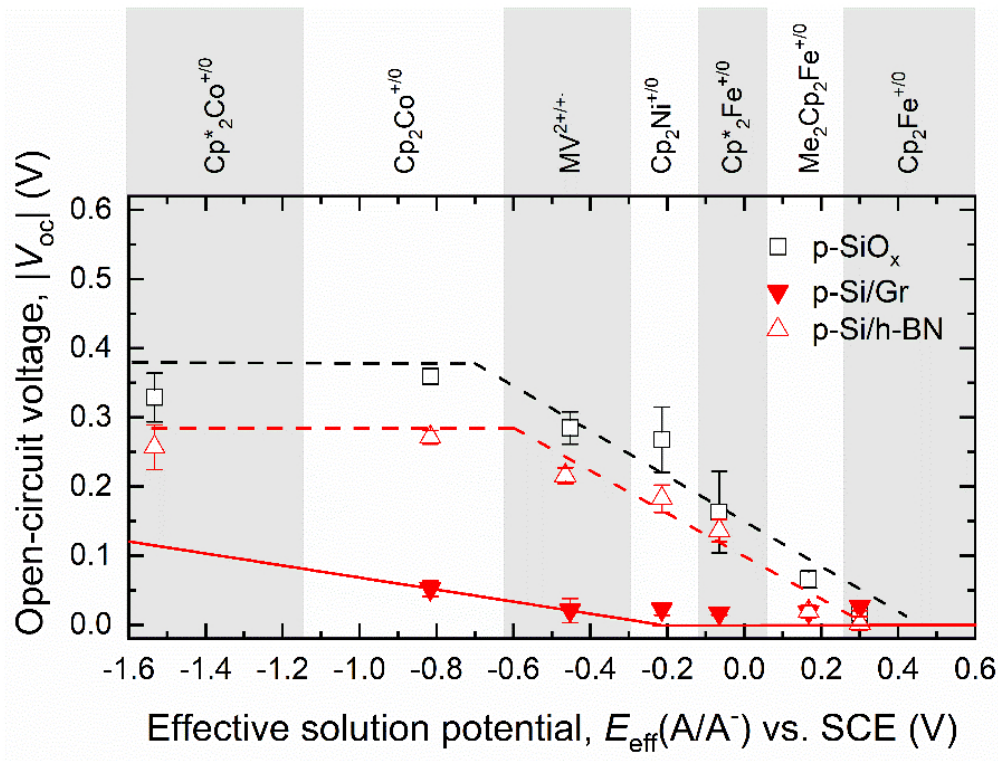 Cp*₂Co⁺/⁰
Cp₂Co⁺/⁰
MV²⁺/⁺·
Cp₂Ni⁺/⁰
Cp*₂Fe⁺/⁰
Me₂Cp₂Fe⁺/⁰
Cp₂Fe⁺/⁰
Open-circuit voltage, |Voc| (V)
0.6
0.5
0.4
0.3
0.2
0.1
0.0
p-SiOₓ
p-Si/Gr
p-Si/h-BN
-1.6 -1.4 -1.2 -1.0 -0.8 -0.6 -0.4 -0.2 0.0 0.2 0.4 0.6
Effective solution potential, Eeff(A/A⁻) vs. SCE (V)